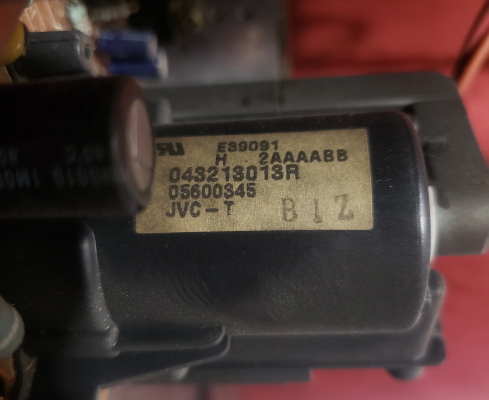 E39091
H 2AAAABB
043213013R
05600345
JVC-T B1Z